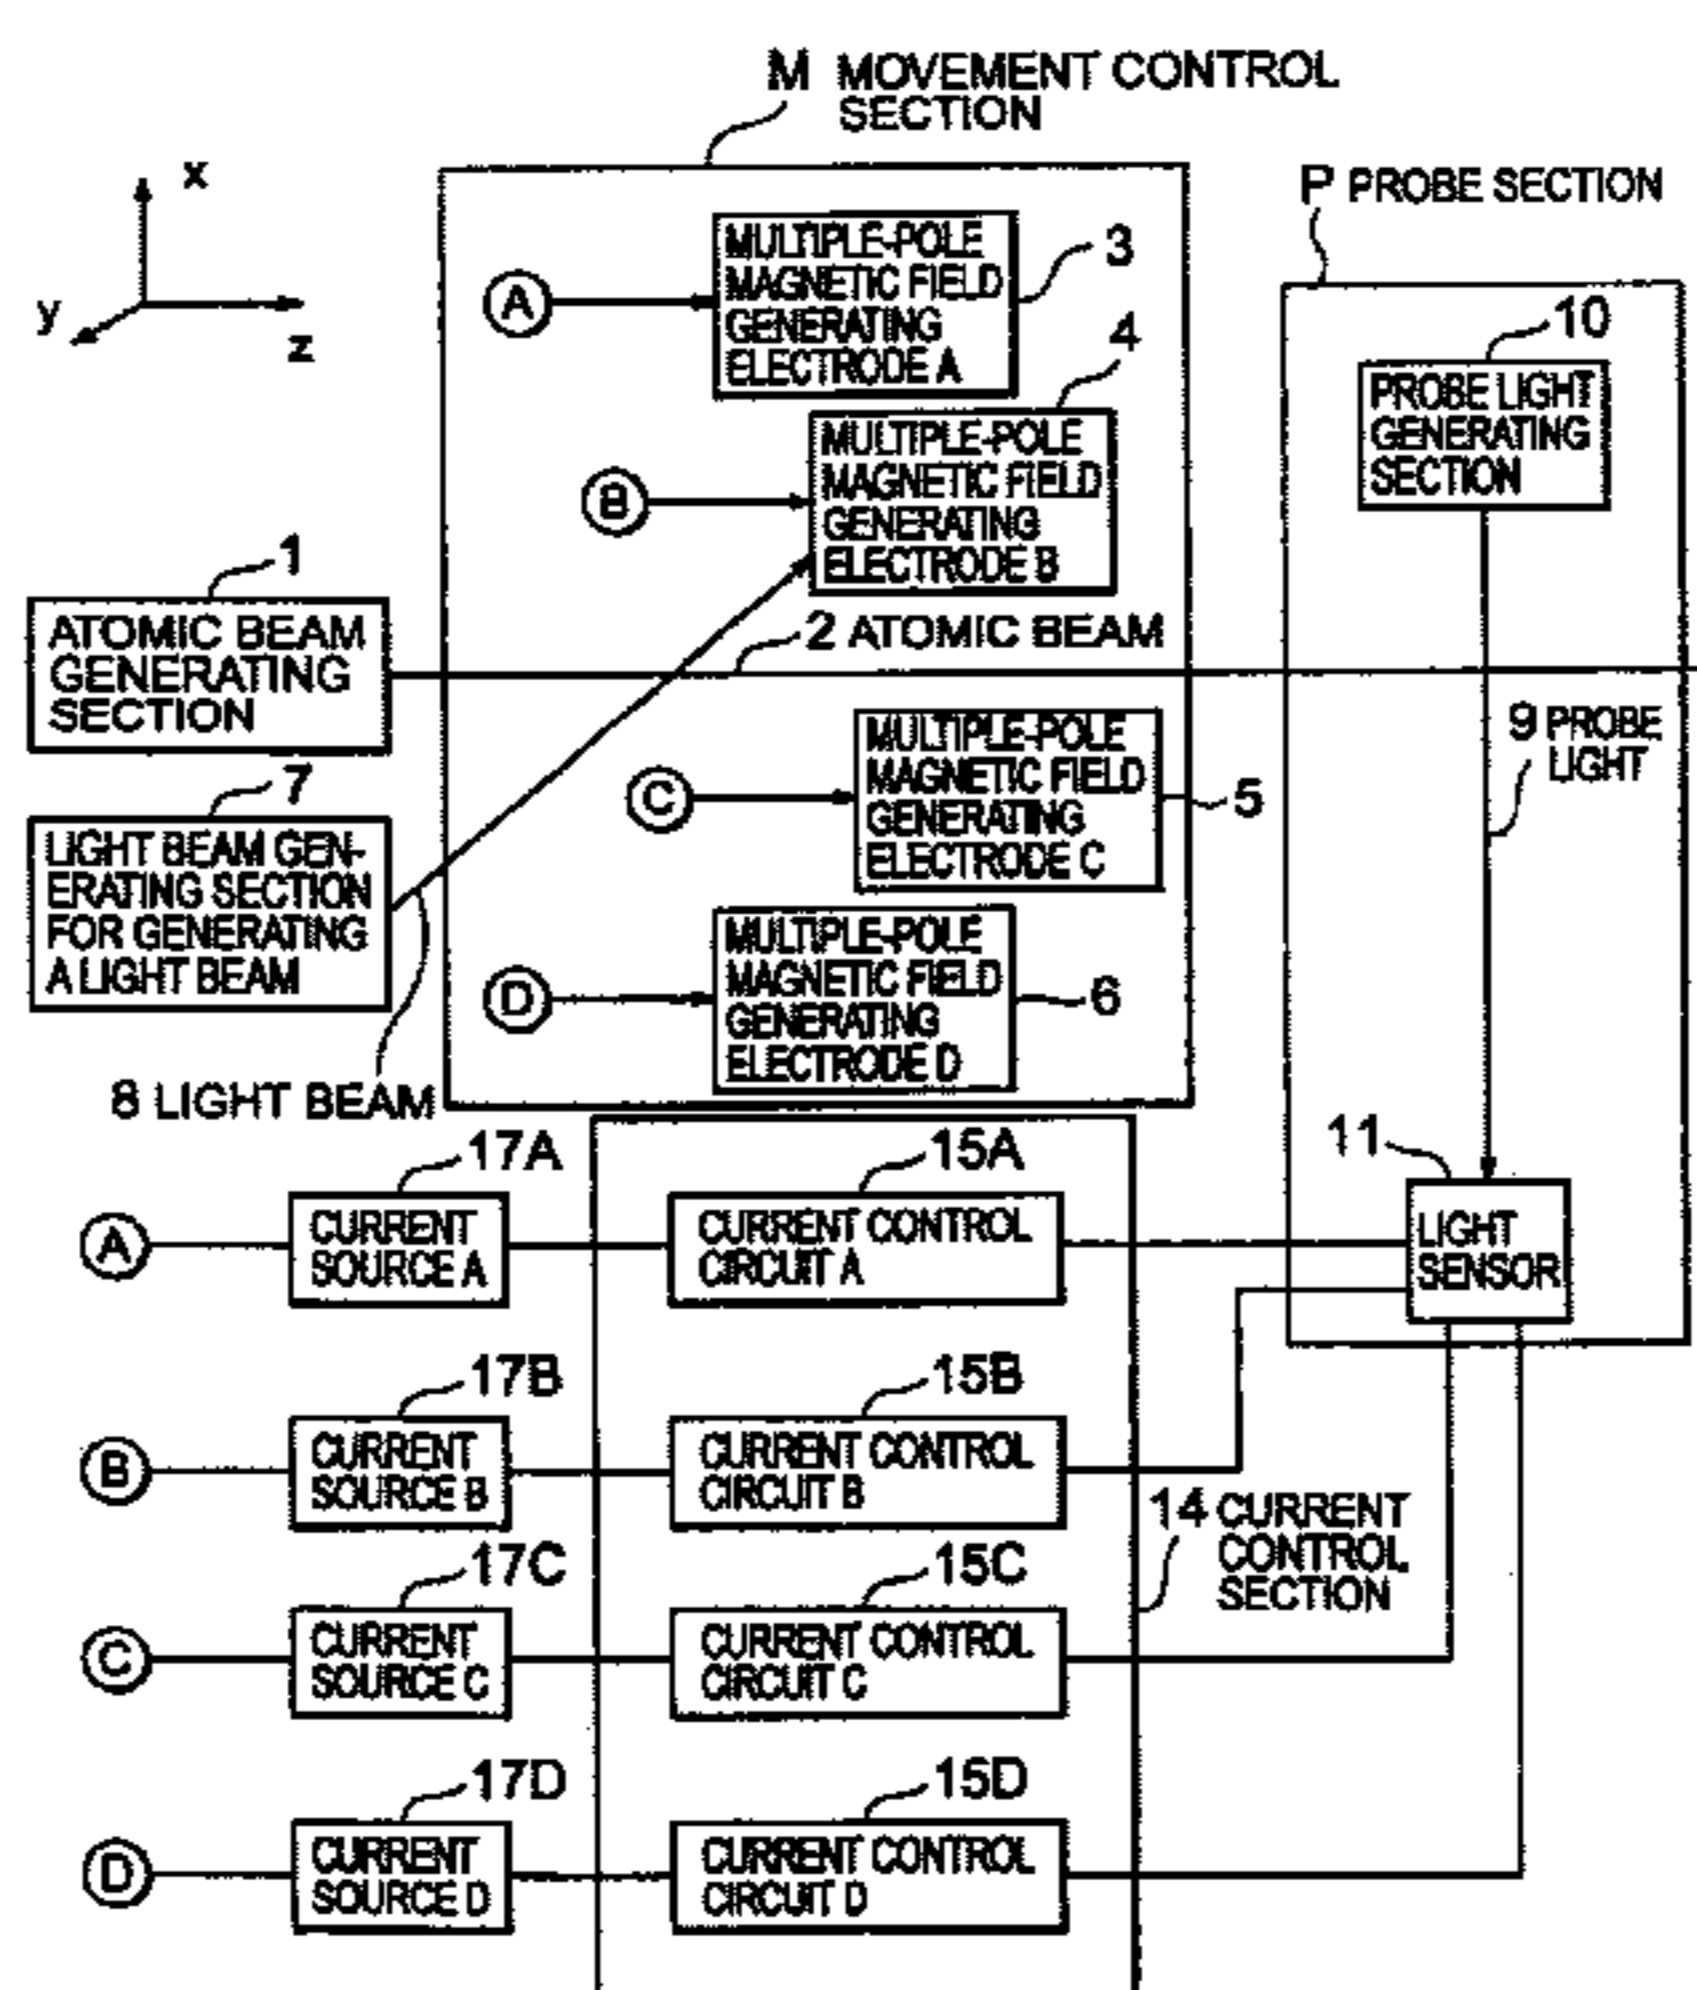 M MOVEMENT CONTROL
SECTION
x
y
z
P PROBE SECTION
A
MULTIPLE-POLE
MAGNETIC FIELD
GENERATING
ELECTRODE A
3
4
B
MULTIPLE-POLE
MAGNETIC FIELD
GENERATING
ELECTRODE B
10
PROBE LIGHT
GENERATING
SECTION
1
ATOMIC BEAM
GENERATING
SECTION
2 ATOMIC BEAM
9 PROBE
LIGHT
C
MULTIPLE-POLE
MAGNETIC FIELD
GENERATING
ELECTRODE C
5
7
LIGHT BEAM GEN-
ERATING SECTION
FOR GENERATING
A LIGHT BEAM
D
MULTIPLE-POLE
MAGNETIC FIELD
GENERATING
ELECTRODE D
6
8 LIGHT BEAM
11
LIGHT
SENSOR
17A
15A
A
CURRENT
SOURCE A
CURRENT CONTROL
CIRCUIT A
17B
15B
B
CURRENT
SOURCE B
CURRENT CONTROL
CIRCUIT B
14 CURRENT
CONTROL
SECTION
17C
15C
C
CURRENT
SOURCE C
CURRENT CONTROL
CIRCUIT C
17D
15D
D
CURRENT
SOURCE D
CURRENT CONTROL
CIRCUIT D